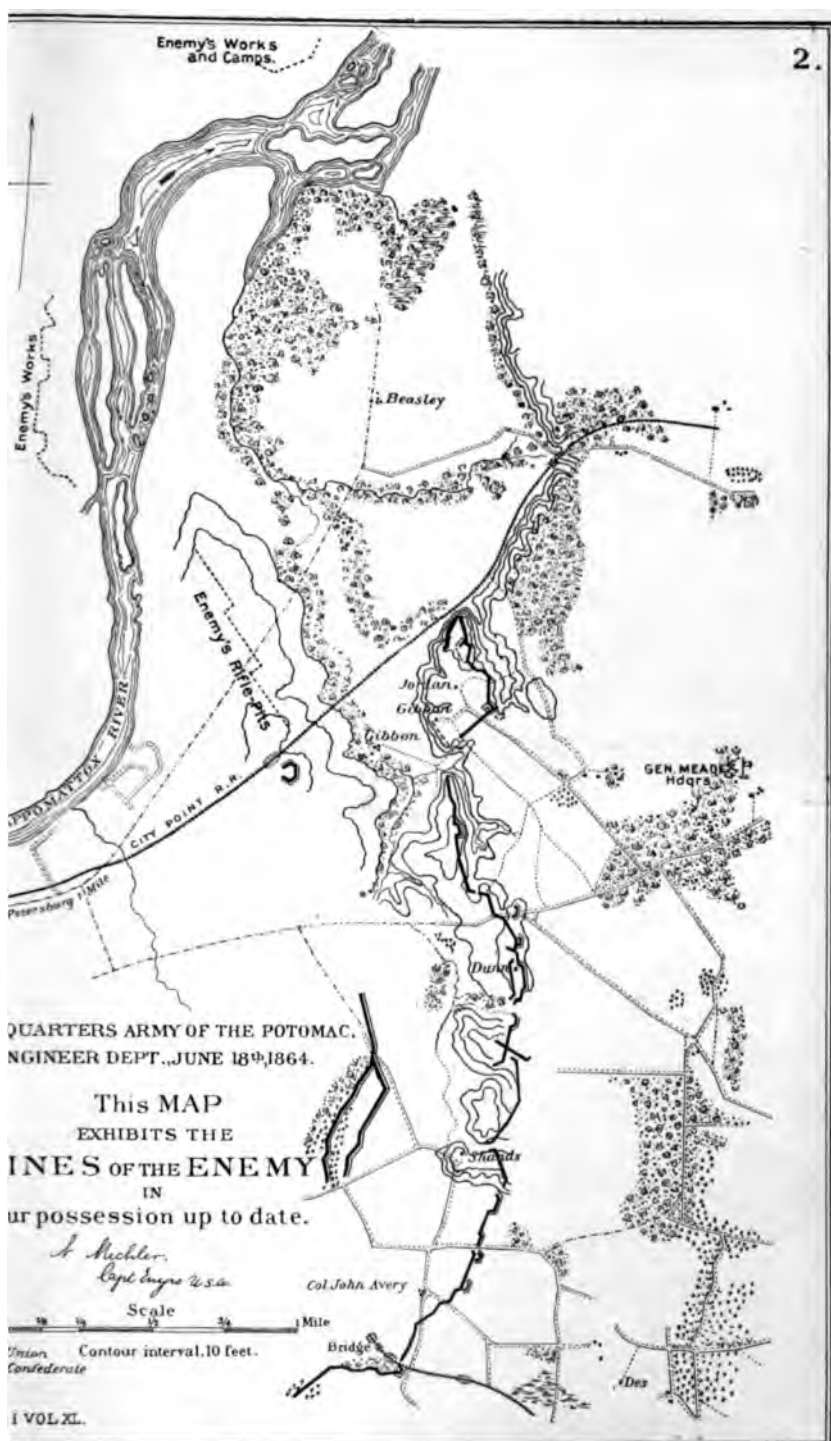 Enemy's Works
and Camps.
2.
Enemy's Works
Beasley
Enemy's Rifle Pits
Jordan
Gibbon
GEN. MEADE'S
Hdqrs
PPOMATTOX RIVER
CITY POINT R.R.
Petersburg 1 Mile
Dunn
QUARTERS ARMY OF THE POTOMAC.
NGINEER DEPT., JUNE 18th, 1864.
This MAP
EXHIBITS THE
INES OF THE ENEMY
IN
ur possession up to date.
N Michler.
Capt Engrs U.S.A.
Shands
Col. John Avery
Scale
Mile
Contour interval, 10 feet.
Union
Confederate
Bridge
Des
I VOL XL.